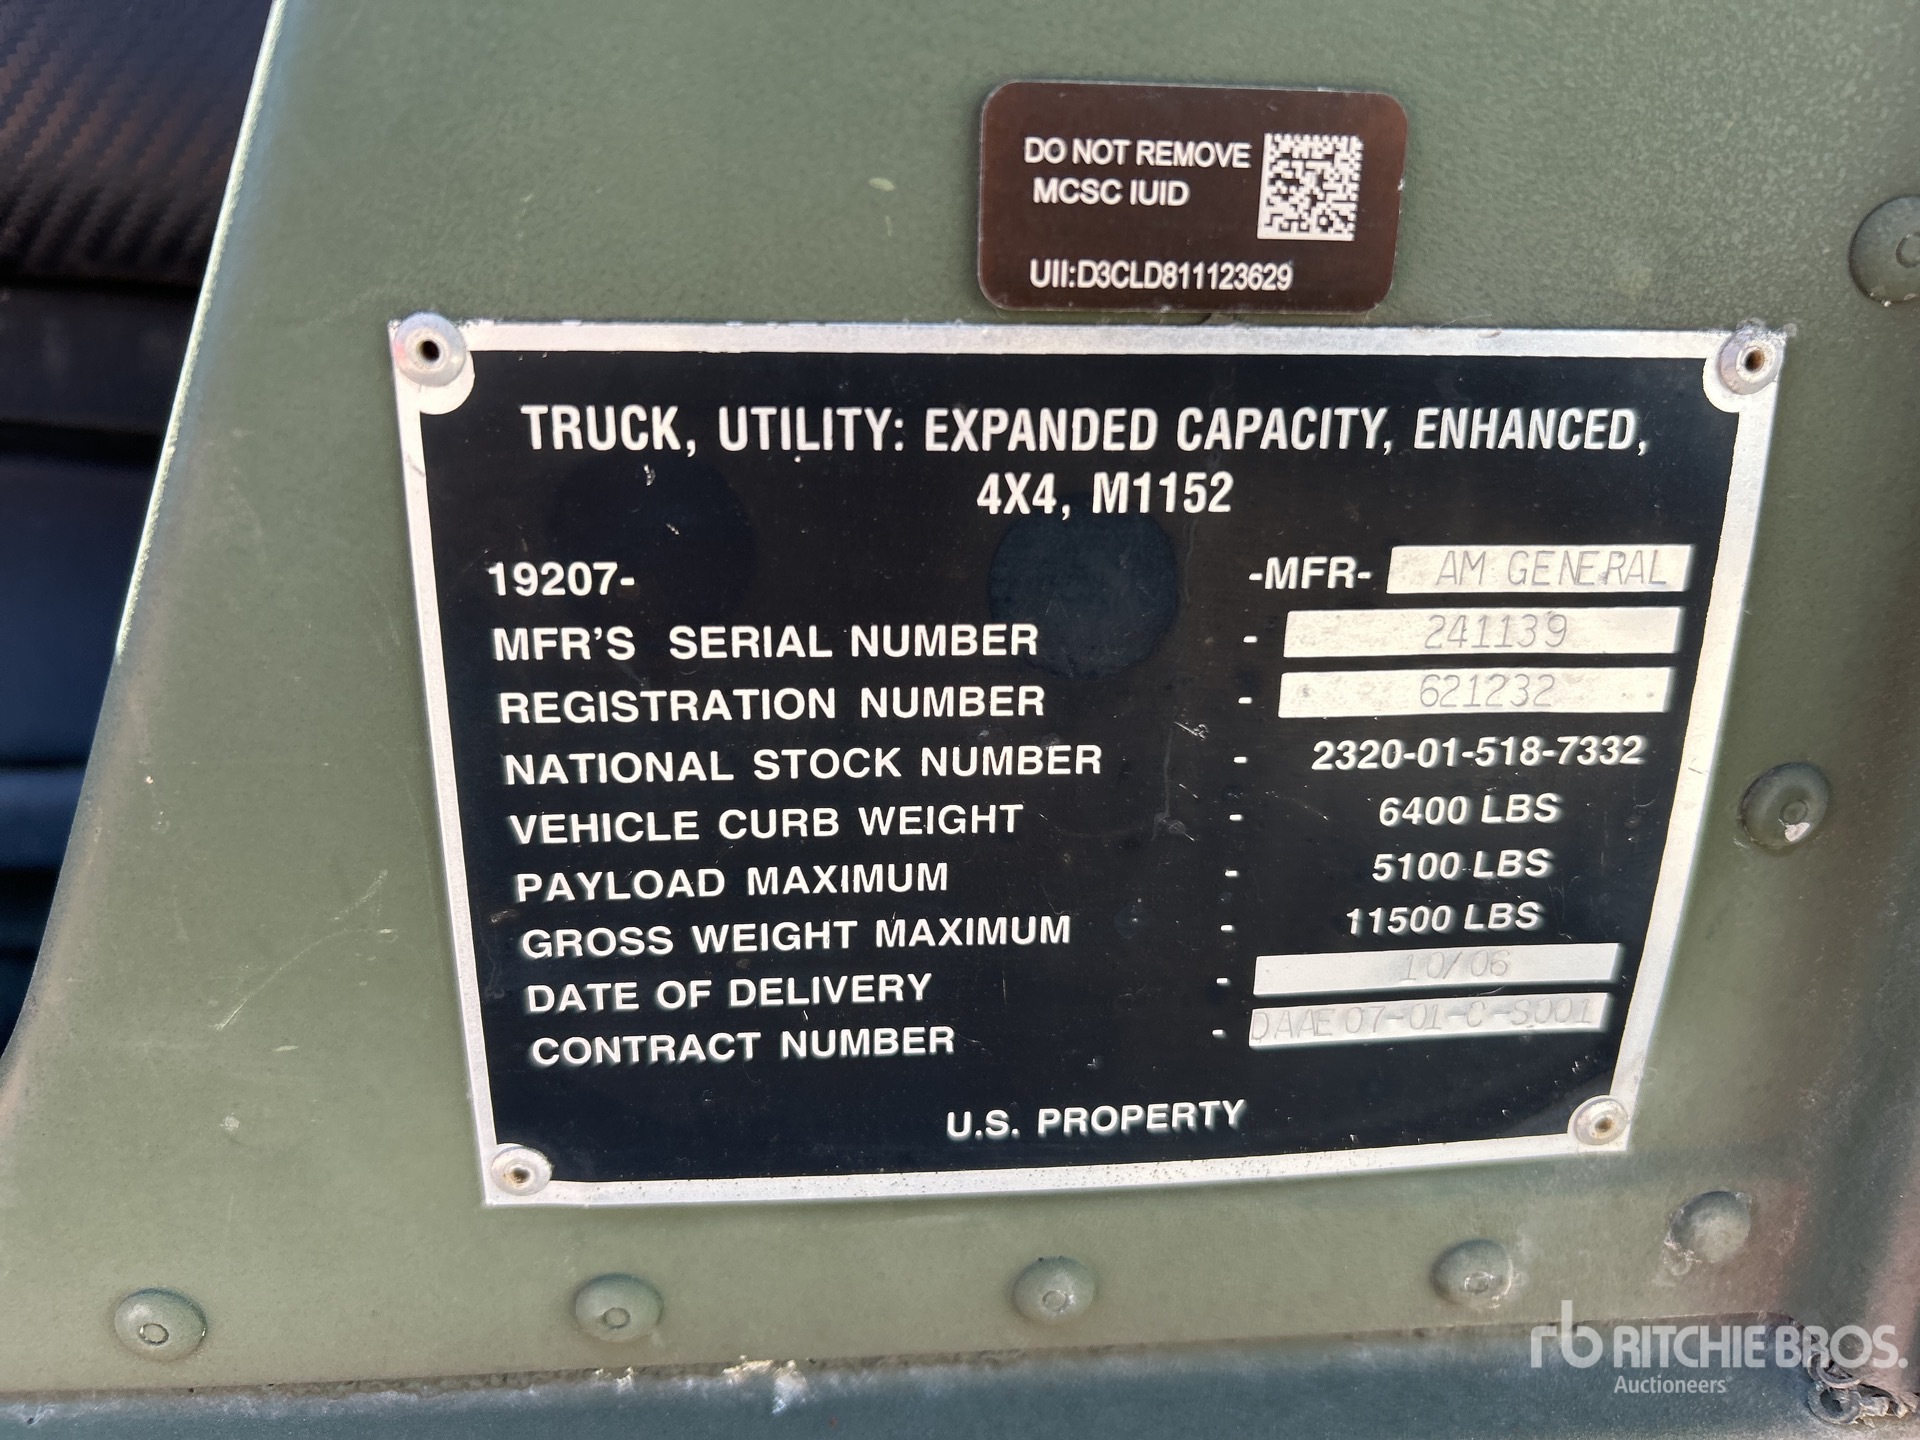 DO NOT REMOVE
MCSC IUID
UII:D3CLD811123629
TRUCK, UTILITY: EXPANDED CAPACITY, ENHANCED,
4X4, M1152
19207- -MFR- AM GENERAL
MFR'S SERIAL NUMBER - 241139
REGISTRATION NUMBER - 621232
NATIONAL STOCK NUMBER - 2320-01-518-7332
VEHICLE CURB WEIGHT - 6400 LBS
PAYLOAD MAXIMUM - 5100 LBS
GROSS WEIGHT MAXIMUM - 11500 LBS
DATE OF DELIVERY - 10/06
CONTRACT NUMBER - DAAE07-01-C-S001
U.S. PROPERTY
rb RITCHIE BROS.
Auctioneers